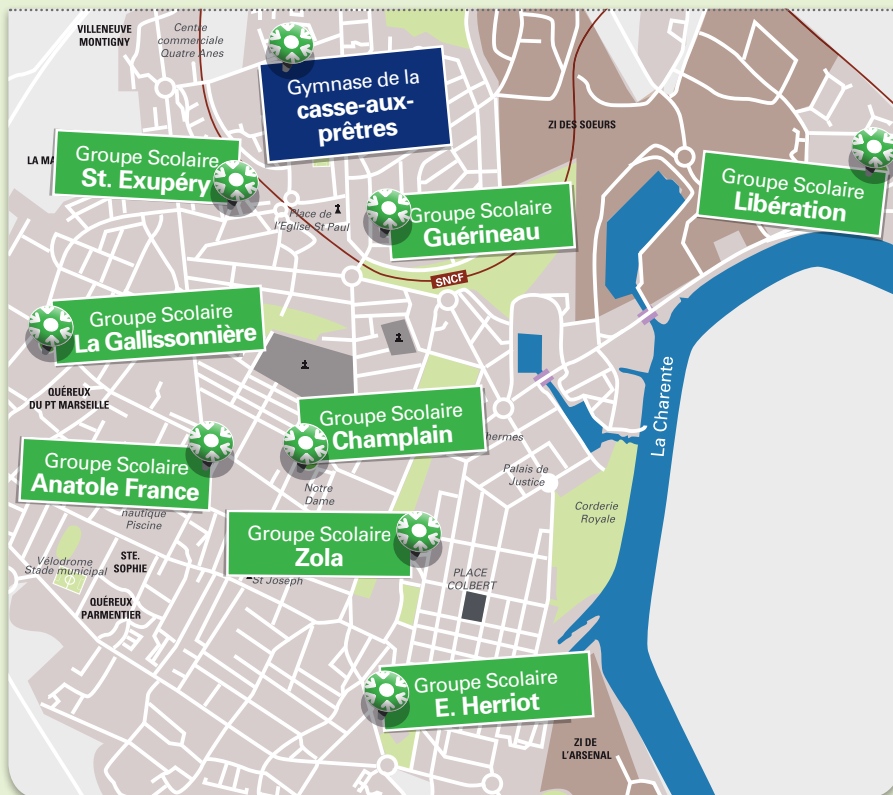 VILLENEUVE
MONTIGNY
Centre
commerciale
Quatre Anes
Gymnase de la
casse-aux-
prêtres
ZI DES SOEURS
LA MA
Groupe Scolaire
St. Exupéry
Groupe Scolaire
Libération
Place de
l'Eglise St Paul
Groupe Scolaire
Guérineau
SNCF
Groupe Scolaire
La Gallissonnière
La Charente
QUÉREUX
DU PT MARSEILLE
Groupe Scolaire
Champlain
hermes
Groupe Scolaire
Anatole France
Palais de
Justice
Notre
Dame
Corderie
Royale
nautique
Piscine
Groupe Scolaire
Zola
Vélodrome
Stade municipal
STE.
SOPHIE
St Joseph
PLACE
COLBERT
QUÉREUX
PARMENTIER
Groupe Scolaire
E. Herriot
ZI DE
L'ARSENAL